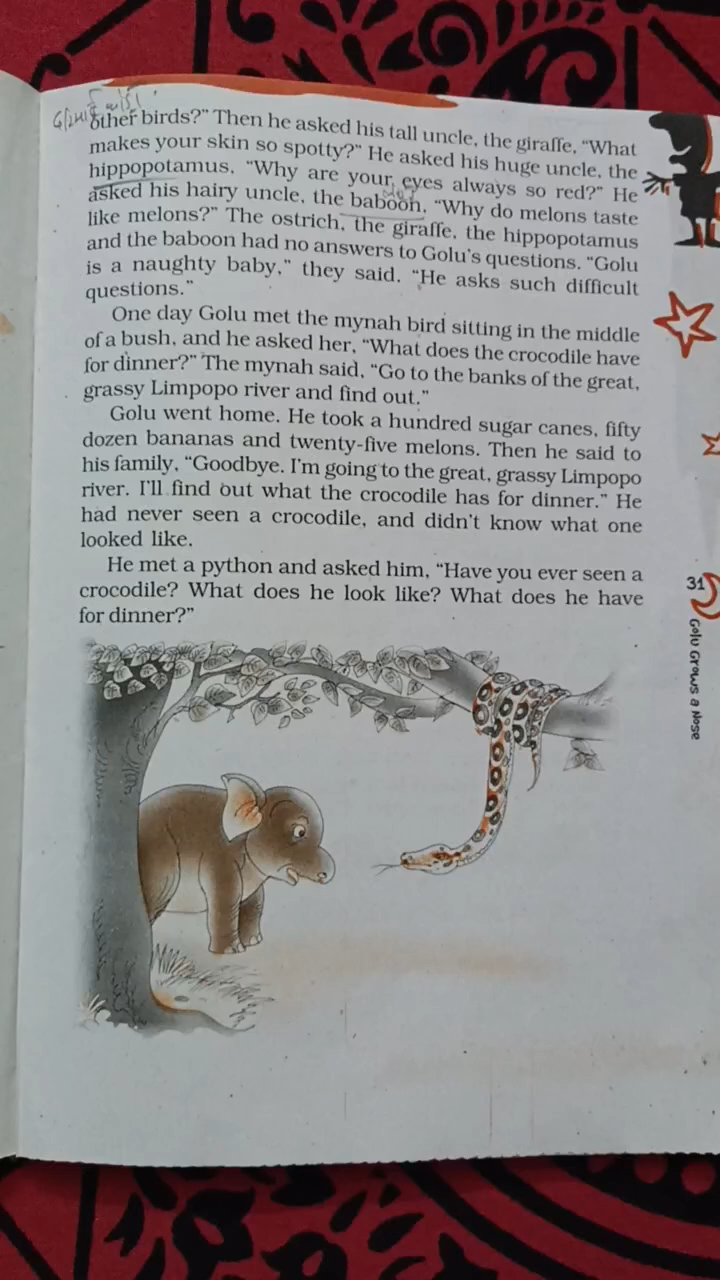 other birds?" Then he asked his tall uncle, the giraffe, "What
makes your skin so spotty?" He asked his huge uncle, the
hippopotamus, "Why are your eyes always so red?" He
asked his hairy uncle, the baboon, "Why do melons taste
like melons?" The ostrich, the giraffe, the hippopotamus
and the baboon had no answers to Golu's questions. "Golu
is a naughty baby," they said. "He asks such difficult
questions."
One day Golu met the mynah bird sitting in the middle
of a bush, and he asked her, "What does the crocodile have
for dinner?" The mynah said, "Go to the banks of the great,
grassy Limpopo river and find out."
Golu went home. He took a hundred sugar canes, fifty
dozen bananas and twenty-five melons. Then he said to
his family, "Goodbye. I'm going to the great, grassy Limpopo
river. I'll find out what the crocodile has for dinner." He
had never seen a crocodile, and didn't know what one
looked like.
He met a python and asked him, "Have you ever seen a
crocodile? What does he look like? What does he have
for dinner?"
31
Golu Grows a Nose